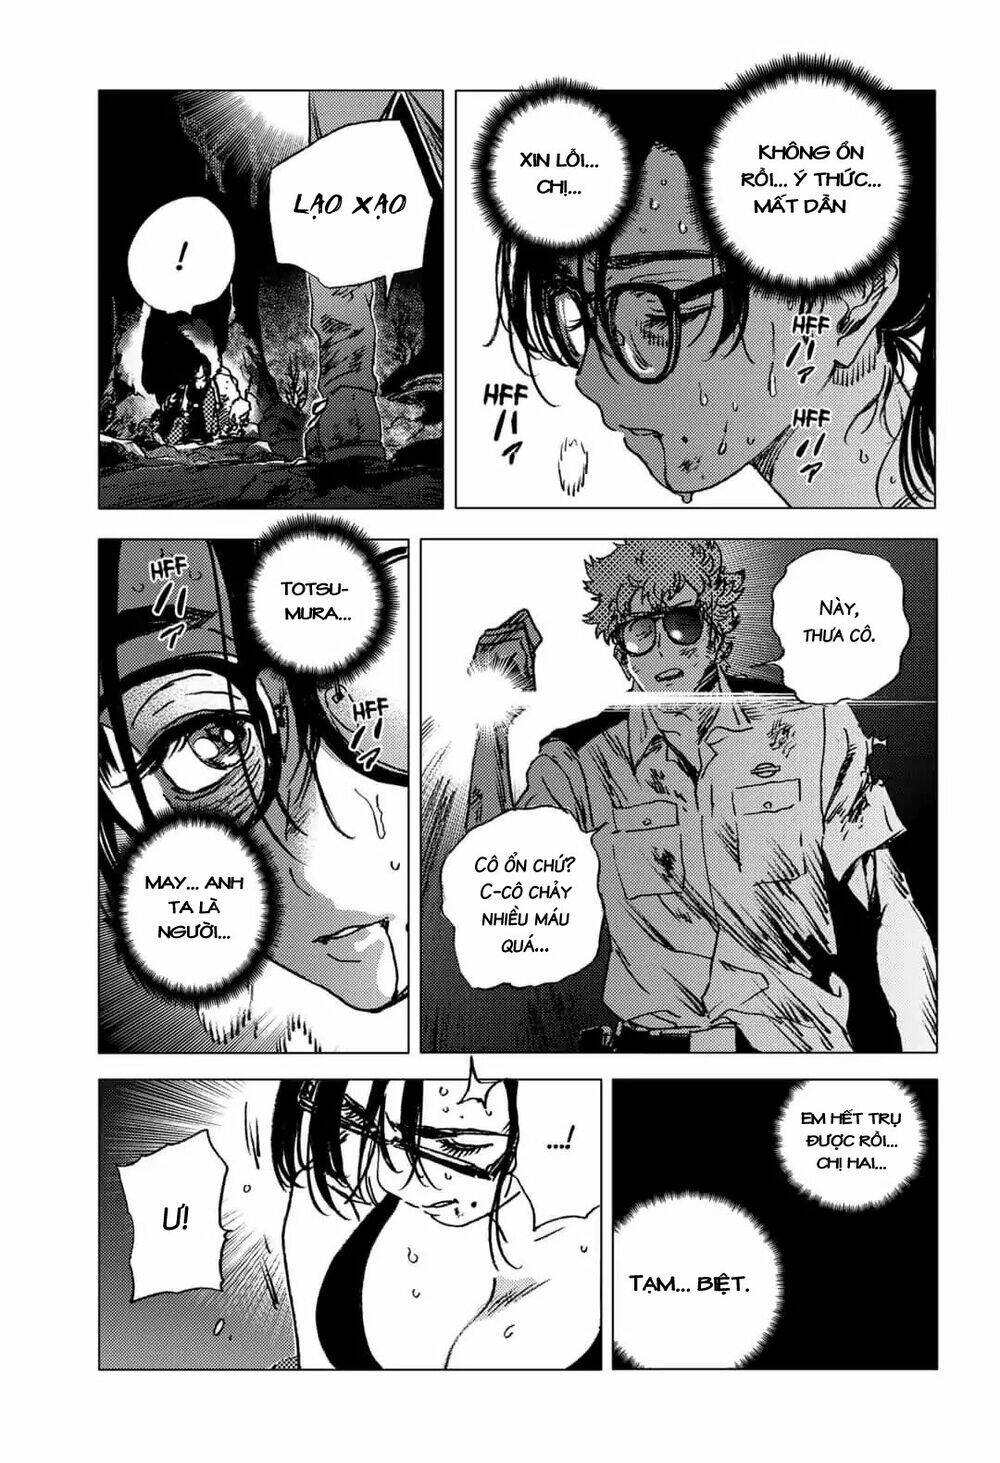 KHÔNG ỔN
RỒI... Ý THỨC...
MẤT DẦN
XIN LỖI...
CHỊ...
HFF
HFF
HFF
LẠO XẠO
!
NÀY,
THƯA CÔ.
CÔ ỔN CHỨ?
C-CÔ CHẢY
NHIỀU MÁU
QUÁ...
TOTSU-
MURA...
HFF
HFF
MAY... ANH
TA LÀ
NGƯỜI...
EM HẾT TRỤ
ĐƯỢC RỒI...
CHỊ HAI...
TẠM... BIỆT.
....!
Ư!